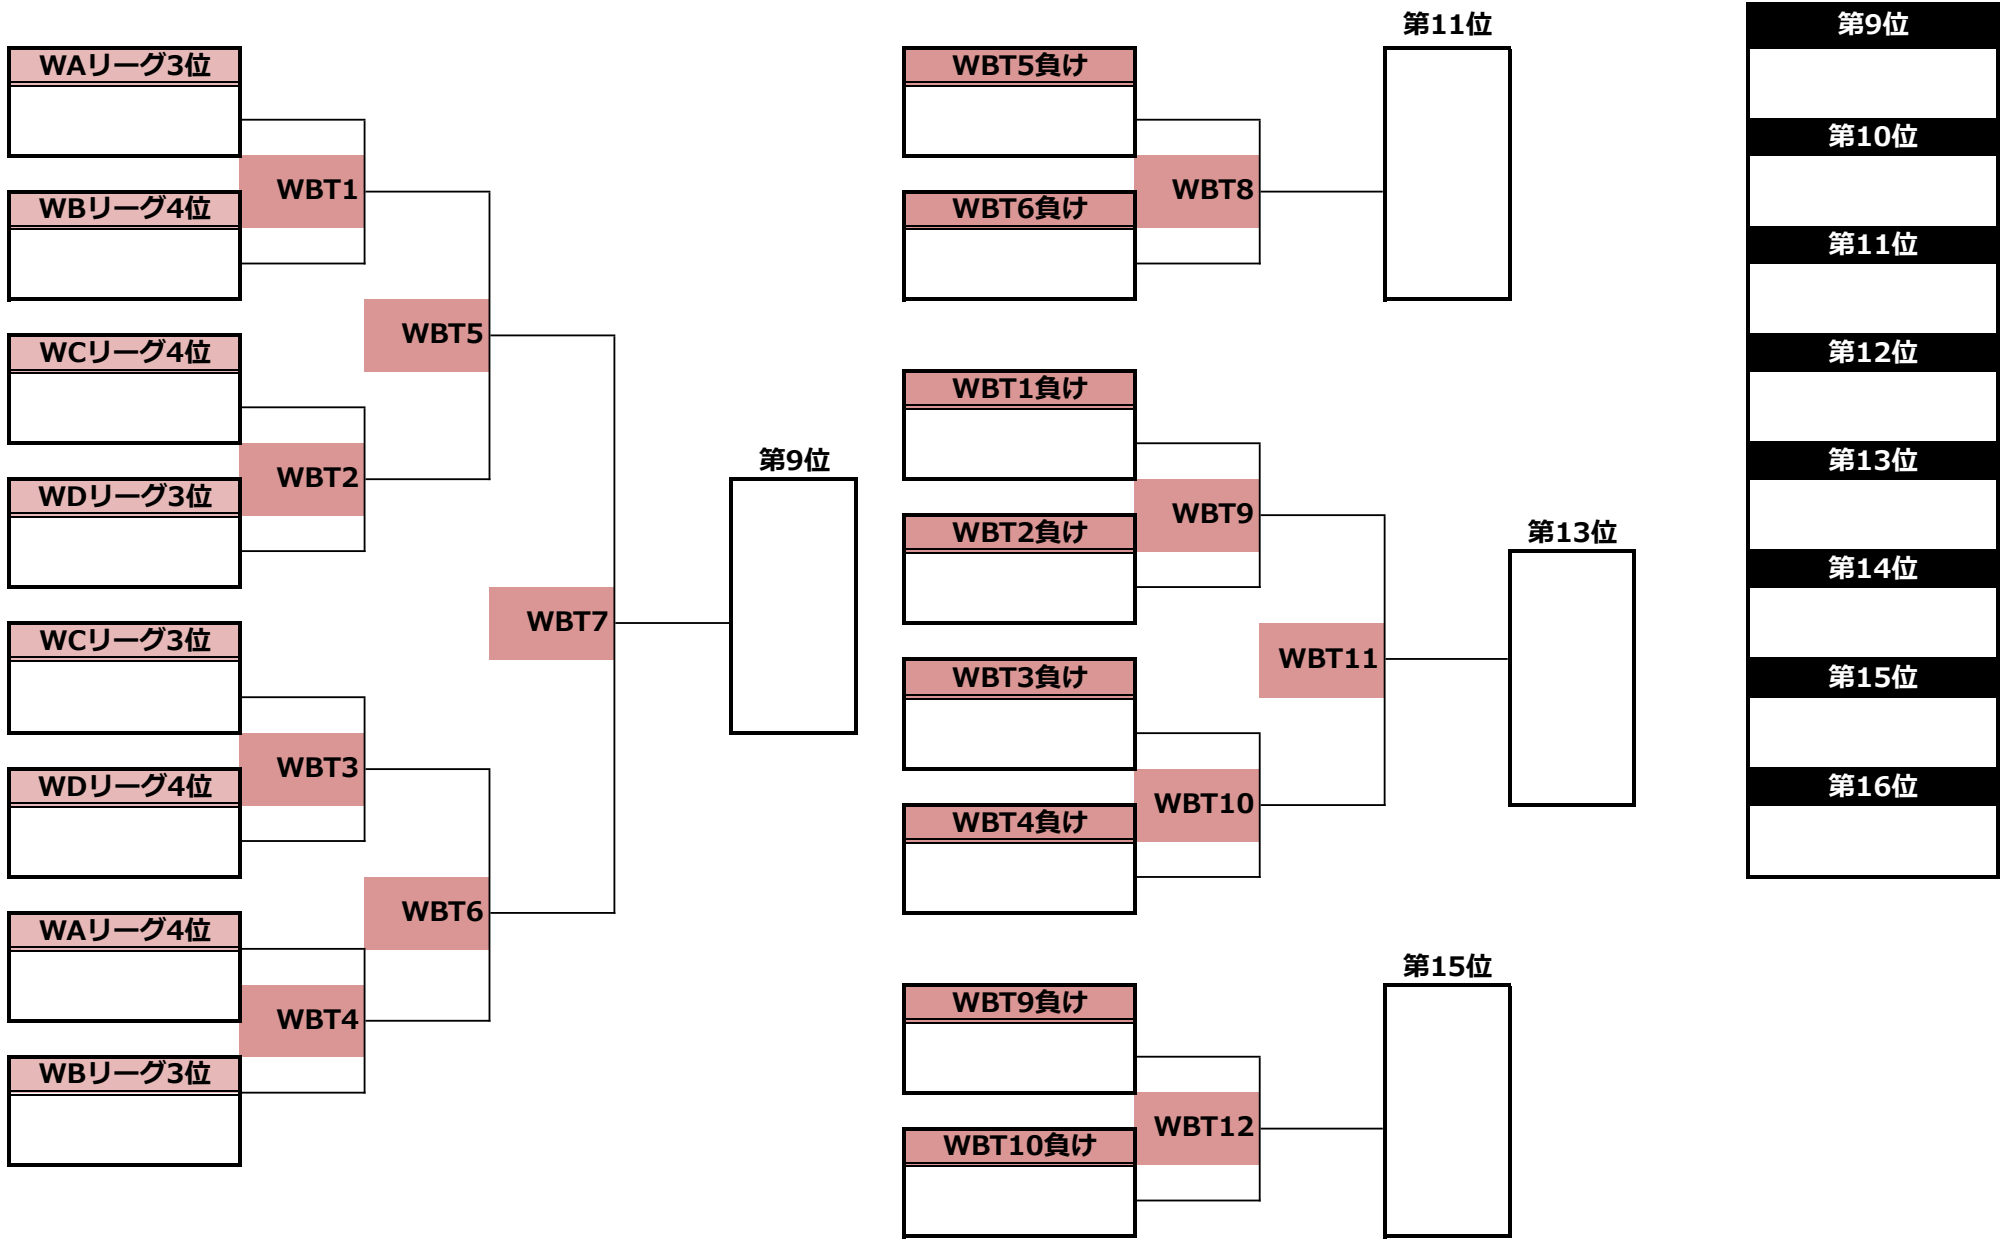 WAリーグ3位
WBT1
WBリーグ4位
WBT5
WCリーグ4位
WBT2
WDリーグ3位
第9位
WBT7
WCリーグ3位
WBT3
WDリーグ4位
WBT6
WAリーグ4位
WBT4
WBリーグ3位
第11位
WBT5負け
WBT8
WBT6負け
WBT1負け
WBT9
WBT2負け
第13位
WBT11
WBT3負け
WBT10
WBT4負け
第15位
WBT9負け
WBT12
WBT10負け
第9位
第10位
第11位
第12位
第13位
第14位
第15位
第16位